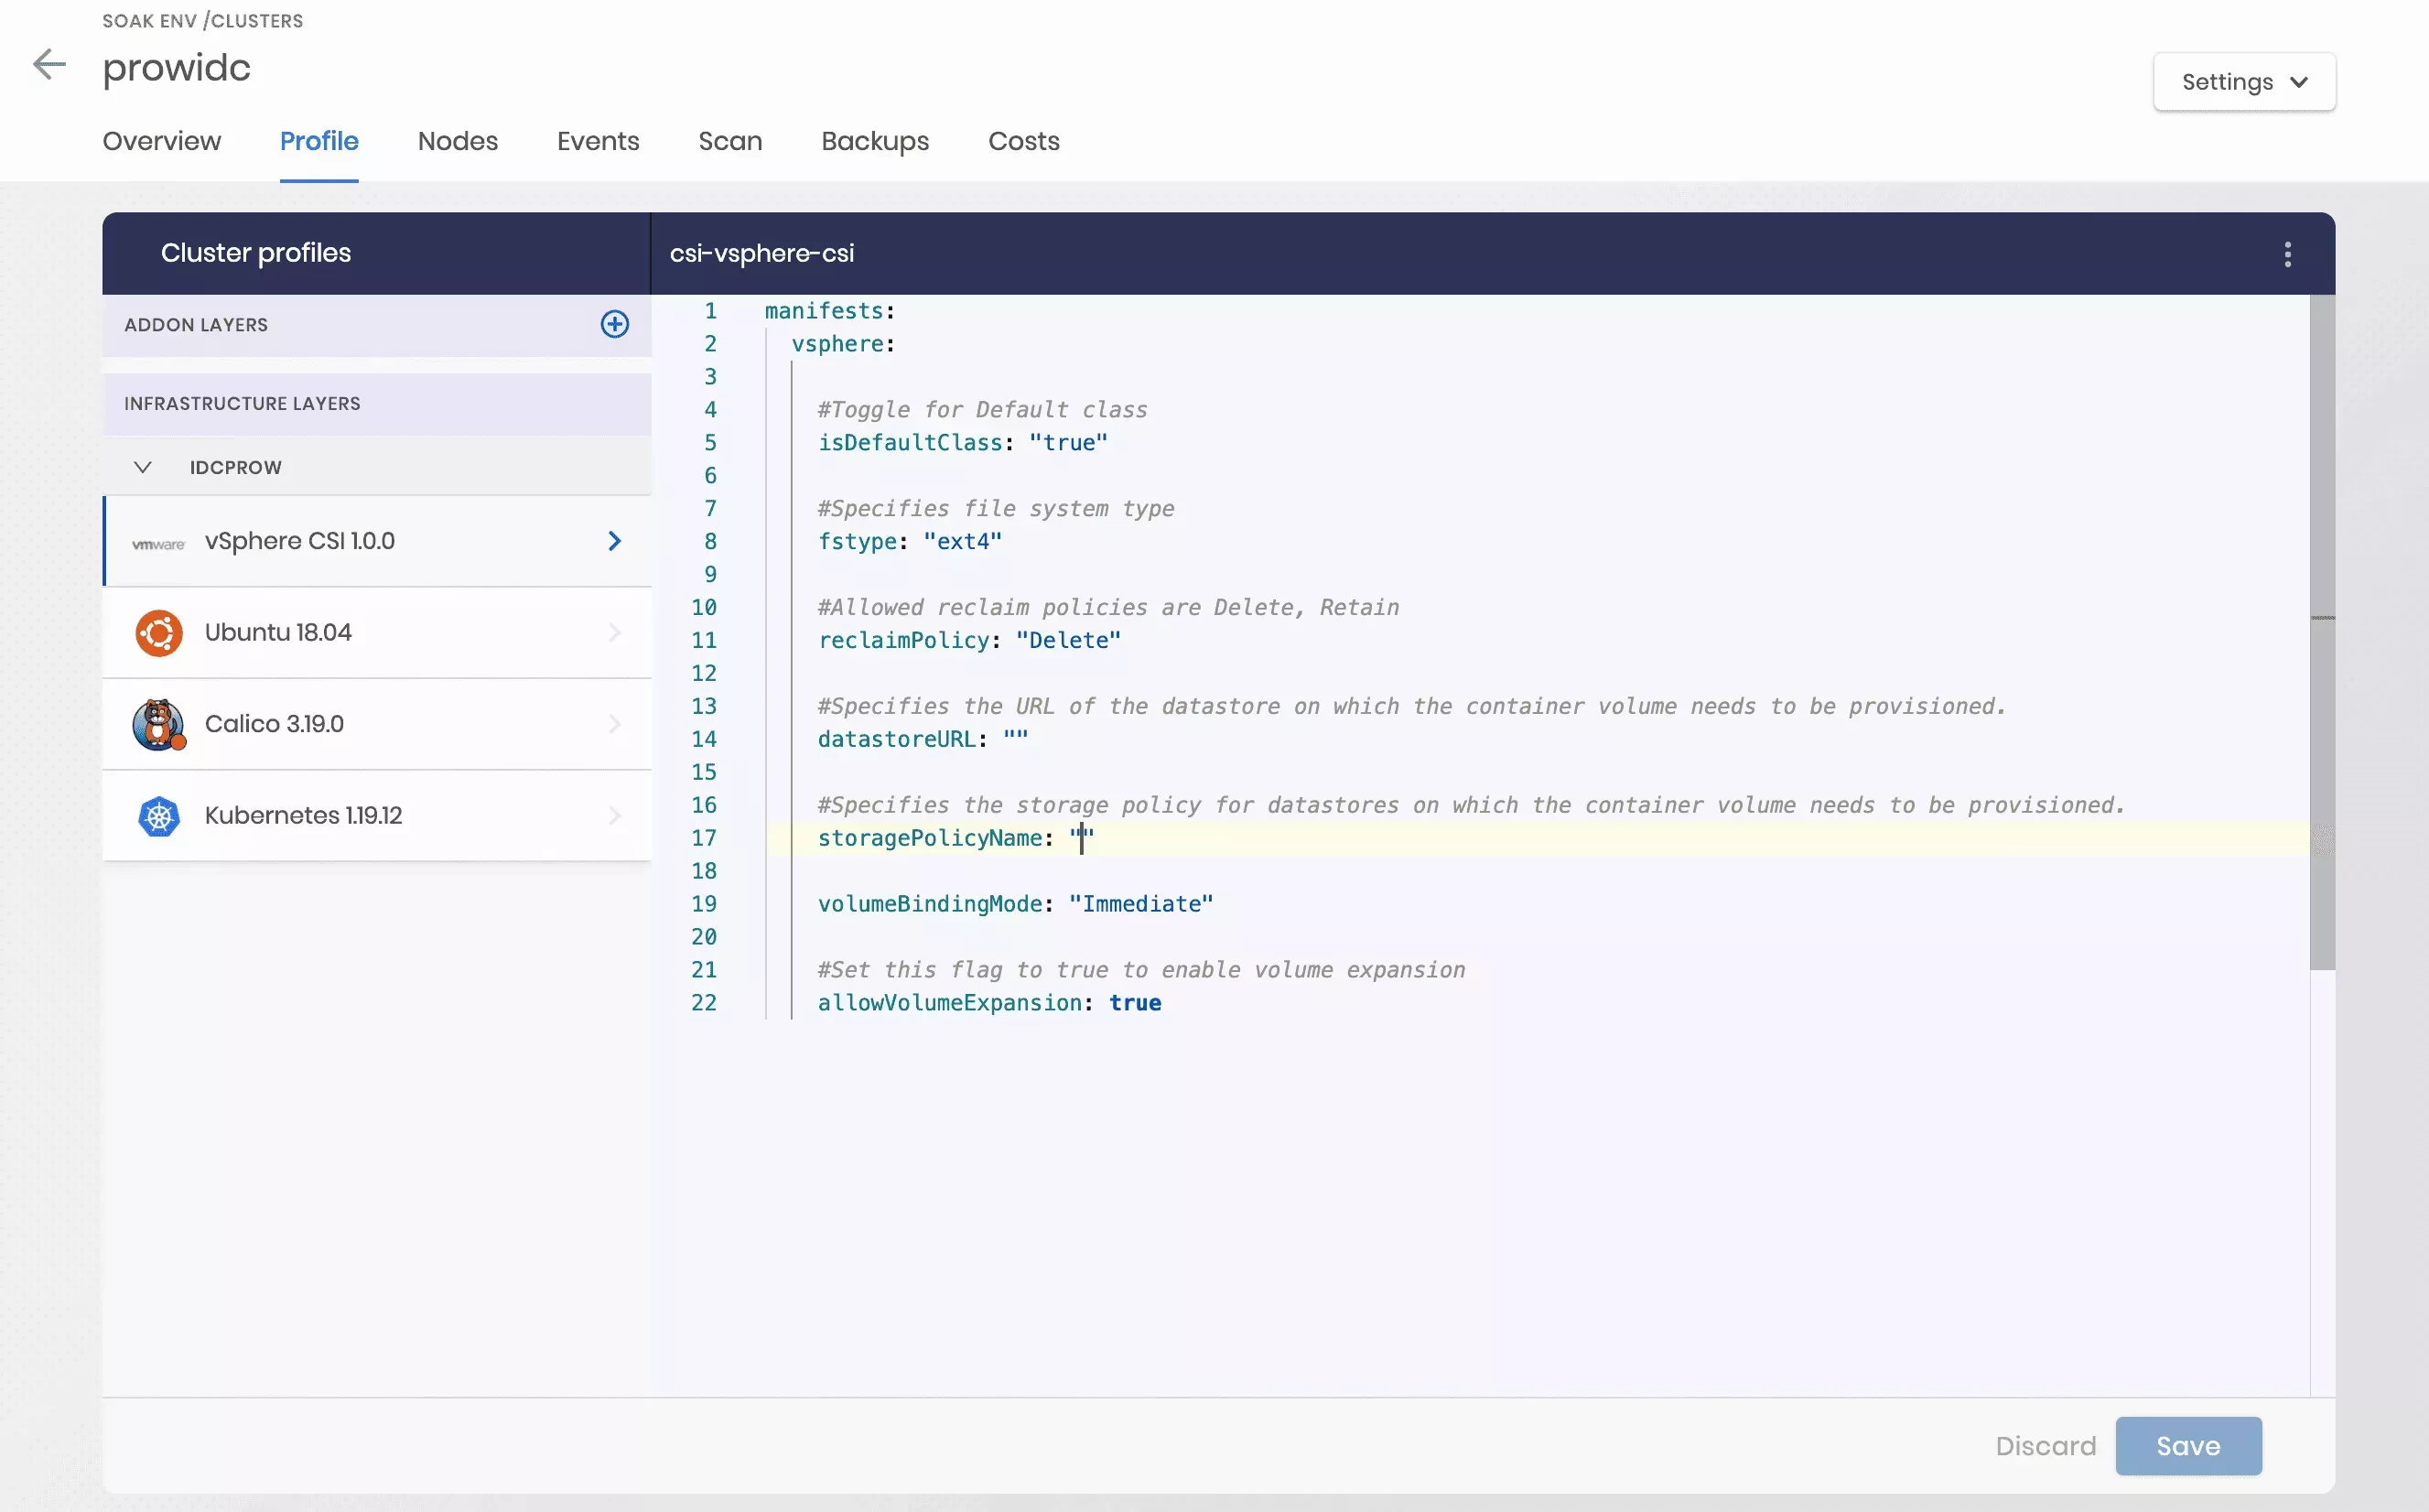 SOAK ENV /CLUSTERS
prowidc
Settings
Overview Profile Nodes Events Scan Backups Costs
Cluster profiles
csi-vsphere-csi
ADDON LAYERS
INFRASTRUCTURE LAYERS
IDCPROW
vmware vSphere CSI 1.0.0
Ubuntu 18.04
Calico 3.19.0
Kubernetes 1.19.12
1 manifests:
2 vsphere:
3
4 #Toggle for Default class
5 isDefaultClass: "true"
6
7 #Specifies file system type
8 fstype: "ext4"
9
10 #Allowed reclaim policies are Delete, Retain
11 reclaimPolicy: "Delete"
12
13 #Specifies the URL of the datastore on which the container volume needs to be provisioned.
14 datastoreURL: ""
15
16 #Specifies the storage policy for datastores on which the container volume needs to be provisioned.
17 storagePolicyName: ""
18
19 volumeBindingMode: "Immediate"
20
21 #Set this flag to true to enable volume expansion
22 allowVolumeExpansion: true
Discard Save